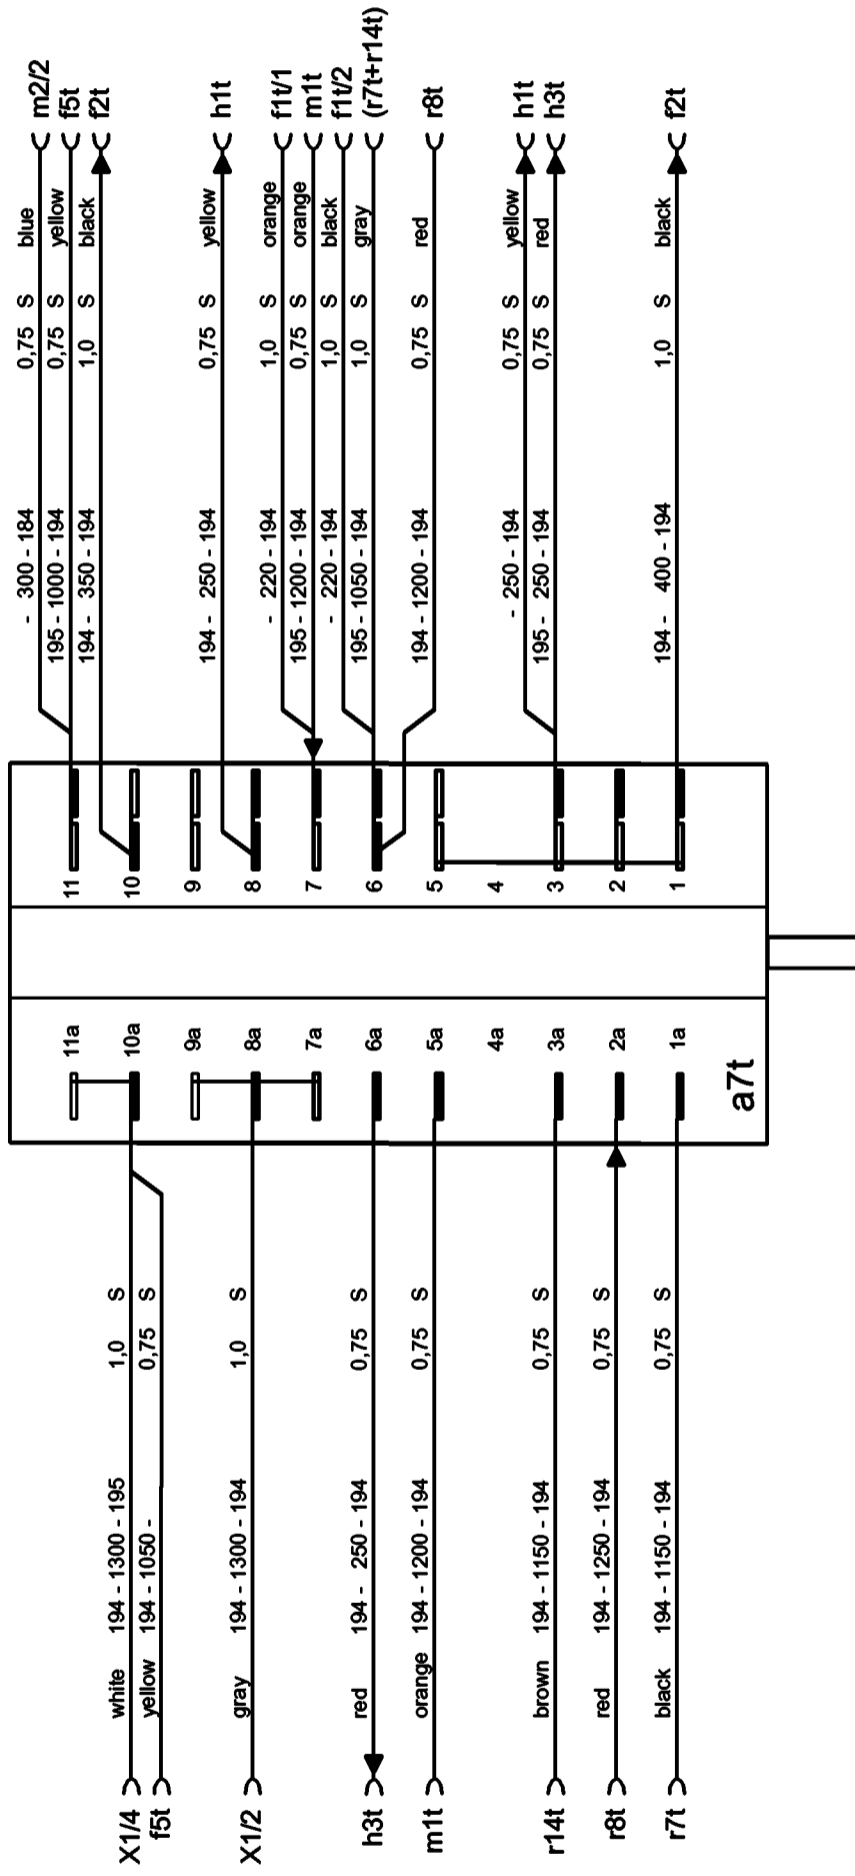 - 300 - 184 0,75 S blue m2/2
11a 11 195 - 1000 - 194 0,75 S yellow f5t
194 - 350 - 194 1,0 S black f2t
X1/4 white 194 - 1300 - 195 1,0 S 10a 10
f5t yellow 194 - 1050 - 0,75 S
9a 9
194 - 250 - 194 0,75 S yellow h1t
X1/2 gray 194 - 1300 - 194 1,0 S 8a 8
- 220 - 194 1,0 S orange f1t/1
7a 7 195 - 1200 - 194 0,75 S orange m1t
- 220 - 194 1,0 S black f1t/2
h3t red 194 - 250 - 194 0,75 S 6a 6 195 - 1050 - 194 1,0 S gray (r7t+r14t)
m1t orange 194 - 1200 - 194 0,75 S 5a 5 194 - 1200 - 194 0,75 S red r8t
4a 4
- 250 - 194 0,75 S yellow h1t
r14t brown 194 - 1150 - 194 0,75 S 3a 3 195 - 250 - 194 0,75 S red h3t
r8t red 194 - 1250 - 194 0,75 S 2a 2
r7t black 194 - 1150 - 194 0,75 S 1a 1 194 - 400 - 194 1,0 S black f2t
a7t